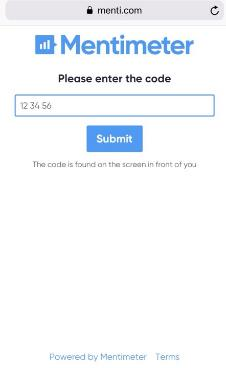 menti.com
Mentimeter
Please enter the code
12 34 56
Submit
The code is found on the screen in front of you
Powered by Mentimeter Terms